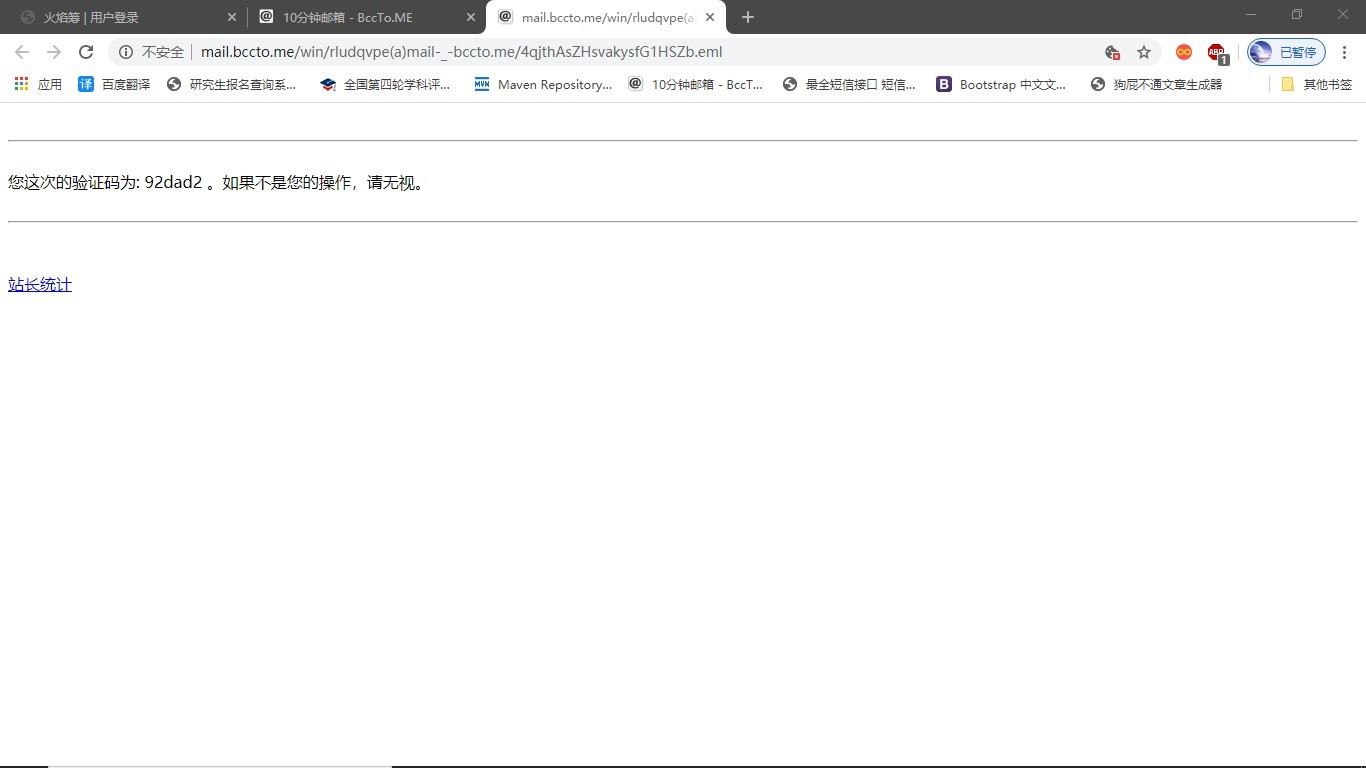 火焰筹 | 用户登录
10分钟邮箱 - BccTo.ME
mail.bccto.me/win/rludqvpe(a
不安全
mail.bccto.me/win/rludqvpe(a)mail-_-bccto.me/4qjthAsZHsvakysfG1HSZb.eml
ABP
1
已暂停
应用
译
百度翻译
研究生报名查询系...
全国第四轮学科评...
MVN
Maven Repository...
10分钟邮箱 - BccT...
最全短信接口 短信...
B
Bootstrap 中文文...
狗屁不通文章生成器
其他书签
您这次的验证码为: 92dad2 。如果不是您的操作，请无视。
站长统计